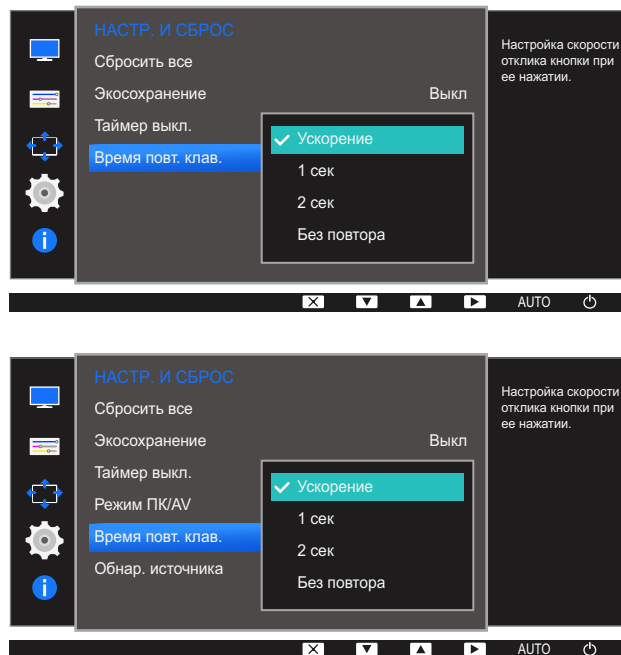 НАСТР. И СБРОС
Сбросить все
Экосохранение Выкл
Таймер выкл.
Время повт. клав.
Ускорение
1 сек
2 сек
Без повтора
Настройка скорости
отклика кнопки при
ее нажатии.
AUTO
НАСТР. И СБРОС
Сбросить все
Экосохранение Выкл
Таймер выкл.
Режим ПК/AV
Время повт. клав.
Обнар. источника
Ускорение
1 сек
2 сек
Без повтора
Настройка скорости
отклика кнопки при
ее нажатии.
AUTO